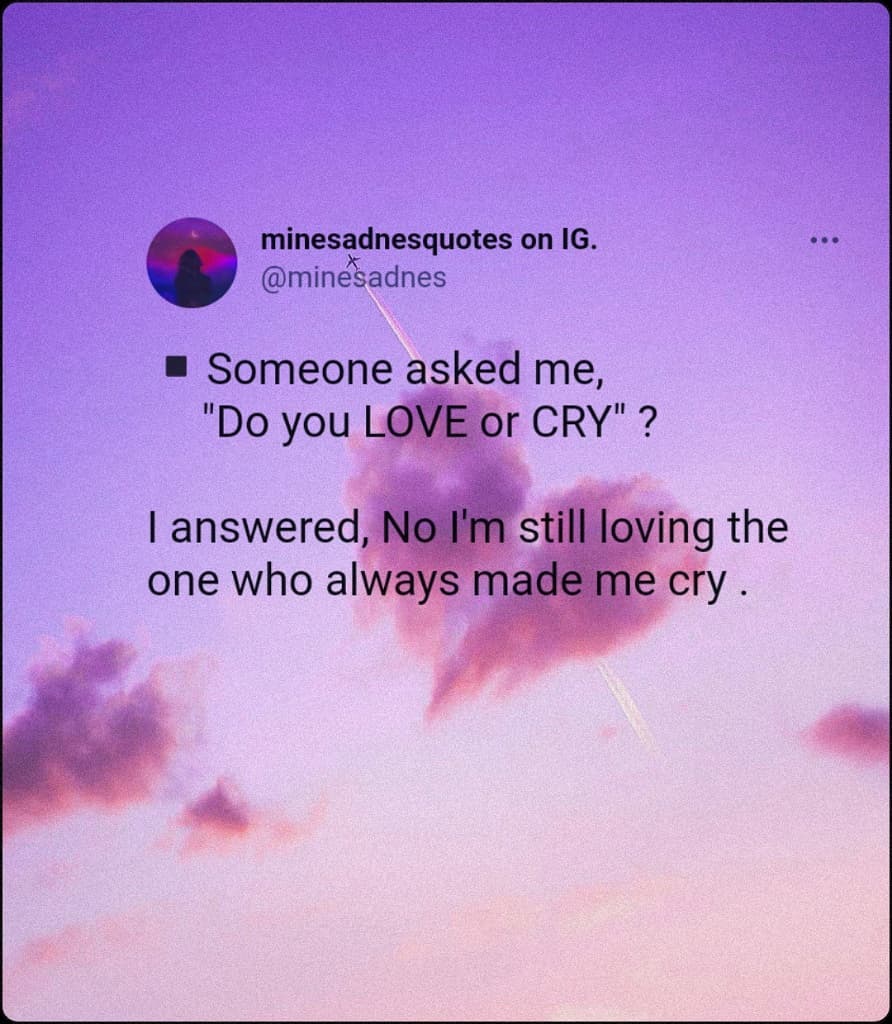 minesadnesquotes on IG.
@minesadnes
▪ Someone asked me,
"Do you LOVE or CRY" ?
I answered, No I'm still loving the
one who always made me cry .